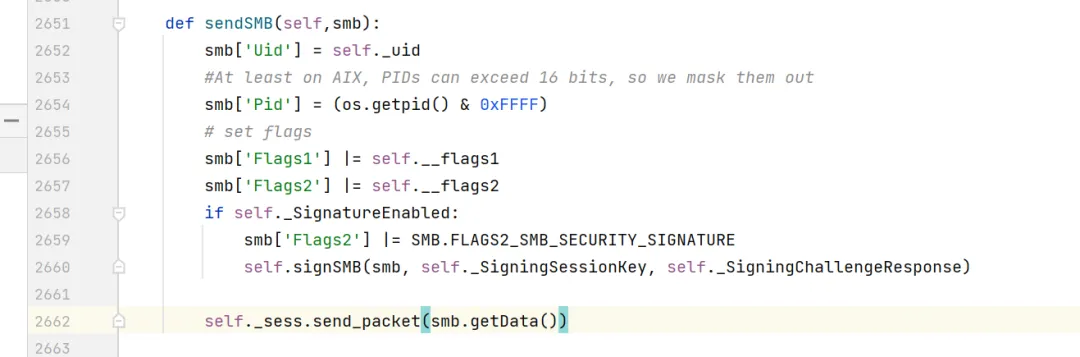 2651 def sendSMB(self,smb):
2652 smb['Uid'] = self._uid
2653 #At least on AIX, PIDs can exceed 16 bits, so we mask them out
2654 smb['Pid'] = (os.getpid() & 0xFFFF)
2655 # set flags
2656 smb['Flags1'] |= self.__flags1
2657 smb['Flags2'] |= self.__flags2
2658 if self._SignatureEnabled:
2659 smb['Flags2'] |= SMB.FLAGS2_SMB_SECURITY_SIGNATURE
2660 self.signSMB(smb, self._SigningSessionKey, self._SigningChallengeResponse)
2661
2662 self._sess.send_packet(smb.getData())
2663